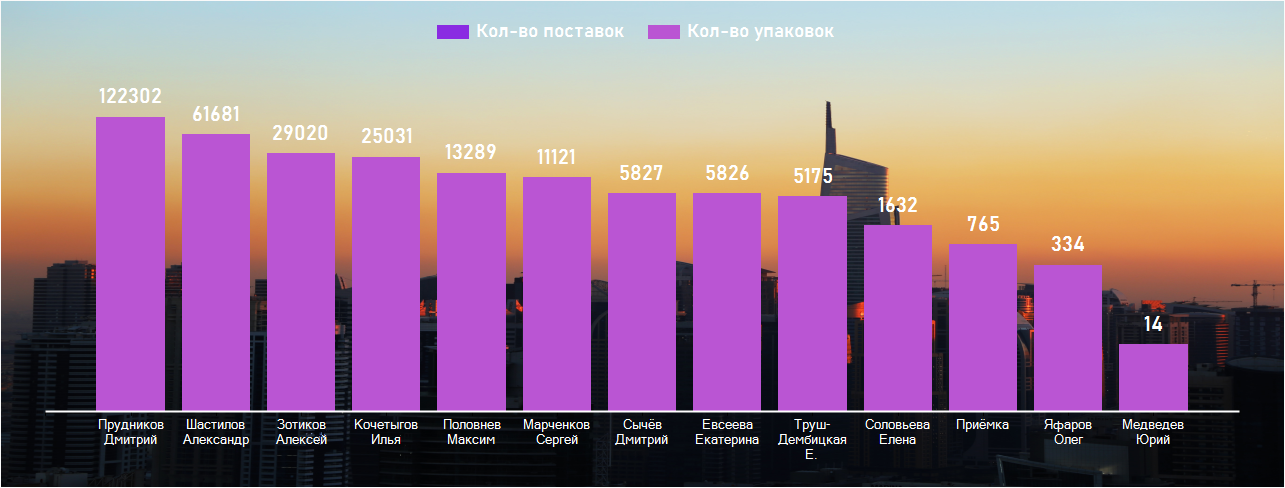 Кол-во поставок Кол-во упаковок
122302 61681 29020 25031 13289 11121 5827 5826 5175 1632 765 334 14
Прудников Шастилов Зотиков Кочетыгов Половнев Марченков Сычёв Евсеева Труш- Соловьева Приёмка Яфаров Медведев
Дмитрий Александр Алексей Илья Максим Сергей Дмитрий Екатерина Дембицкая Елена Олег Юрий
Е.